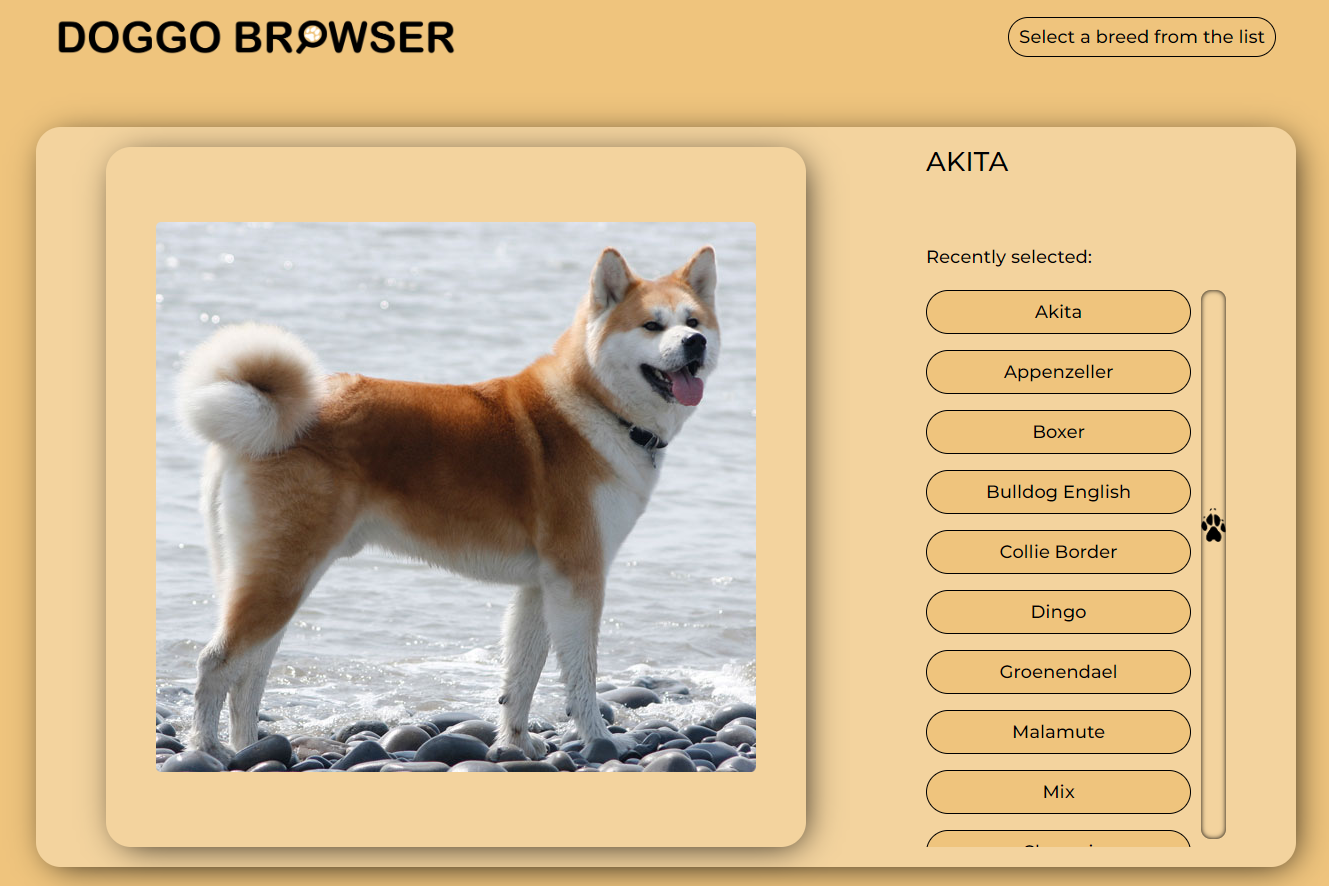 DOGGO BROWSER
Select a breed from the list
AKITA
Recently selected:
Akita
Appenzeller
Boxer
Bulldog English
Collie Border
Dingo
Groenendael
Malamute
Mix